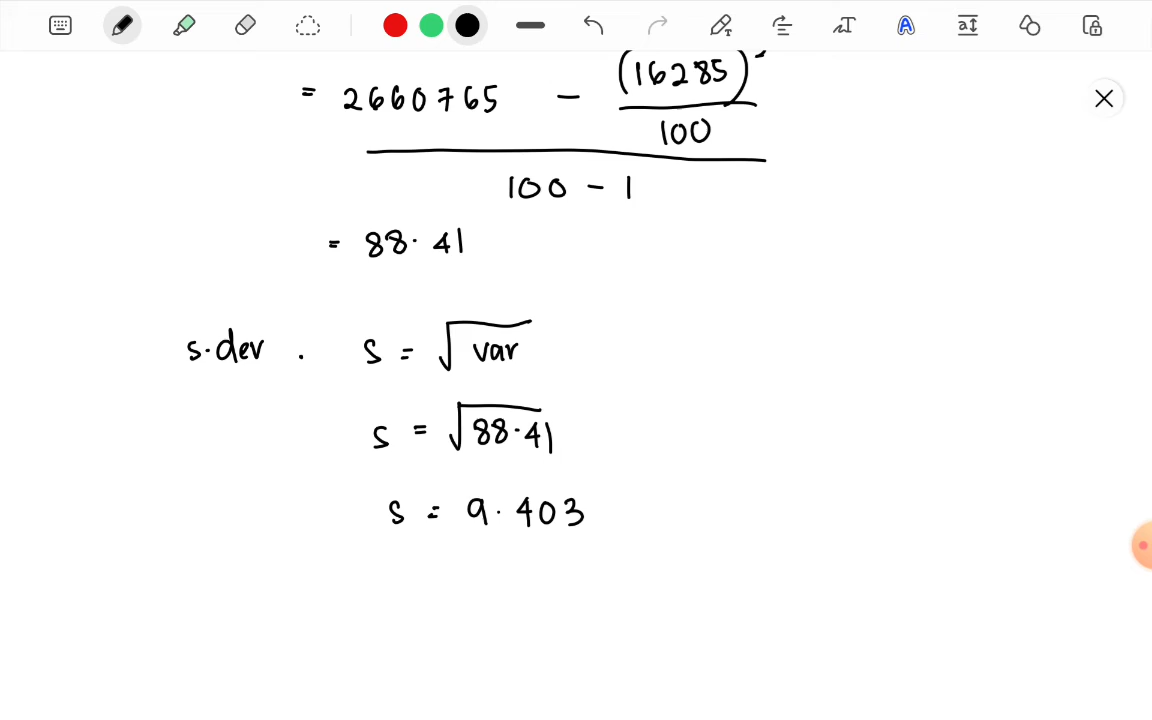 (16285)²
= 2660765 -
100
100 - 1
= 88.41
s.dev . s = √var
s = √88.41
s = 9.403